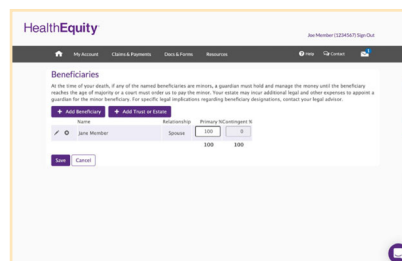 HealthEquity
Joe Member (1234567) Sign Out
My Account Claims & Payments Docs & Forms Resources Help Contact
Beneficiaries
At the time of your death, if any of the named beneficiaries are minors, a guardian must hold and manage the money until the beneficiary
reaches the age of majority or a court must order us to pay the minor. Your estate may incur additional legal and other expenses to appoint a
guardian for the minor beneficiary. For specific legal implications regarding beneficiary designations, contact your legal advisor.
+ Add Beneficiary + Add Trust or Estate
Name Relationship Primary % Contingent %
Jane Member Spouse 100 0
100 100
Save Cancel